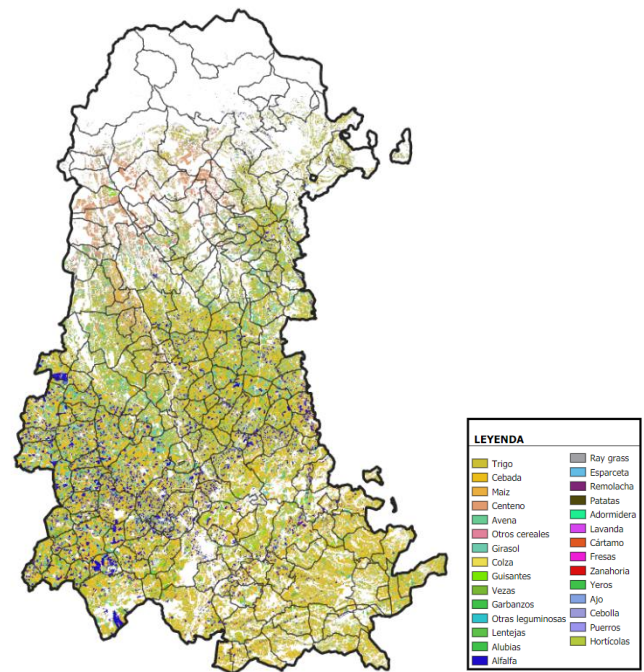 LEYENDA
Trigo
Cebada
Maiz
Centeno
Avena
Otros cereales
Girasol
Colza
Guisantes
Vezas
Garbanzos
Otras leguminosas
Lentejas
Alubias
Alfalfa
Ray grass
Esparceta
Remolacha
Patatas
Adormidera
Lavanda
Cártamo
Fresas
Zanahoria
Yeros
Ajo
Cebolla
Puerros
Hortícolas